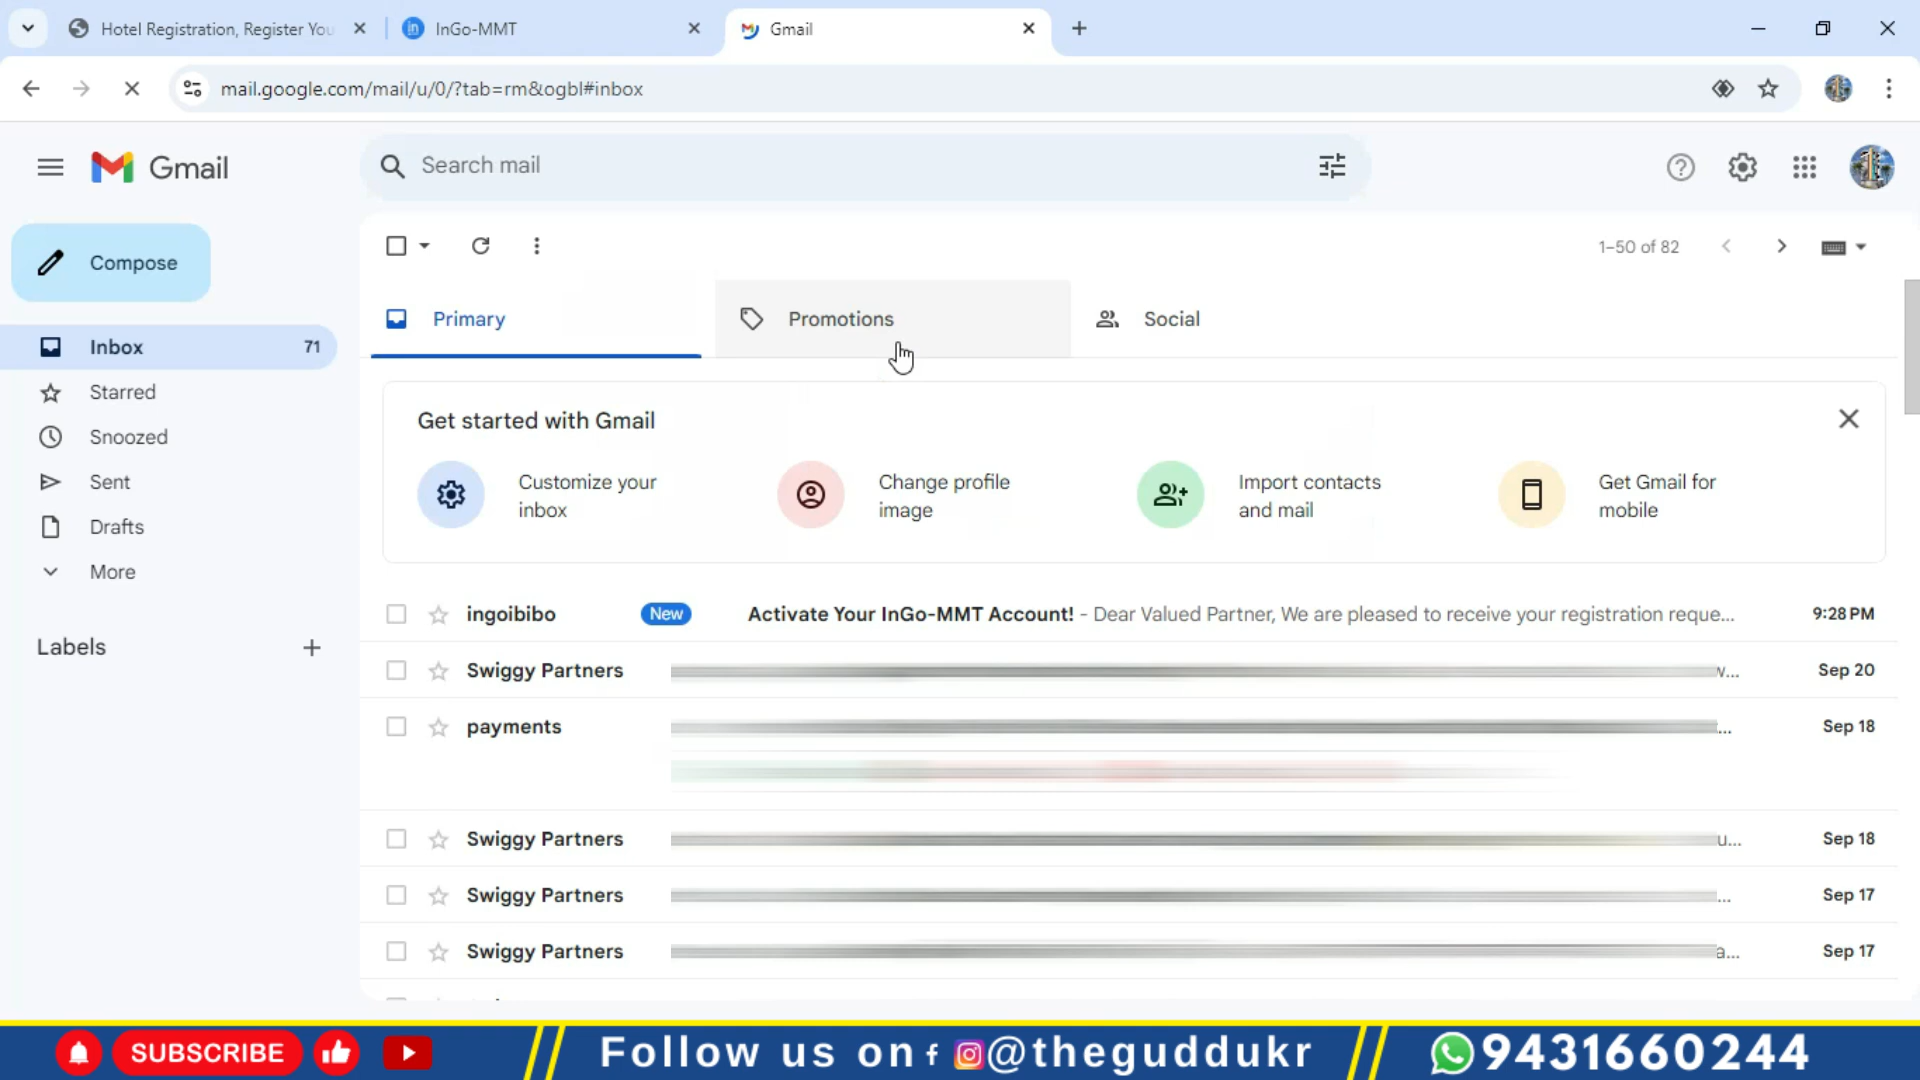 Hotel Registration, Register You
InGo-MMT
Gmail
mail.google.com/mail/u/0/?tab=rm&ogbl#inbox
Gmail
Search mail
Compose
1–50 of 82
Primary
Promotions
Social
Inbox 71
Starred
Snoozed
Sent
Drafts
More
Labels
Get started with Gmail
Customize your inbox
Change profile image
Import contacts and mail
Get Gmail for mobile
ingoibibo New Activate Your InGo-MMT Account! - Dear Valued Partner, We are pleased to receive your registration reque... 9:28 PM
Swiggy Partners Sep 20
payments Sep 18
Swiggy Partners Sep 18
Swiggy Partners Sep 17
Swiggy Partners Sep 17
SUBSCRIBE
Follow us on f @theguddukr
9431660244